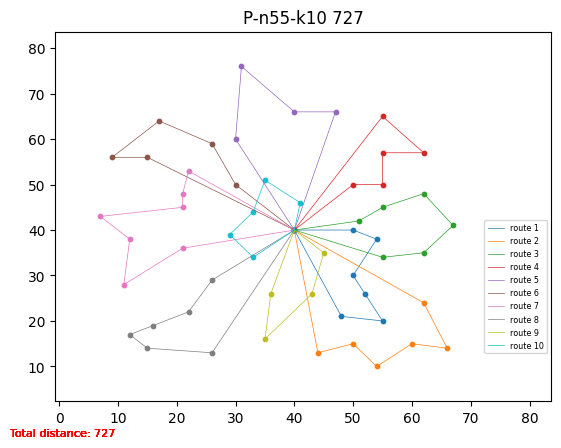 P-n55-k10 727
80
70
60
50
40
30
20
10
0 10 20 30 40 50 60 70 80
route 1
route 2
route 3
route 4
route 5
route 6
route 7
route 8
route 9
route 10
Total distance: 727